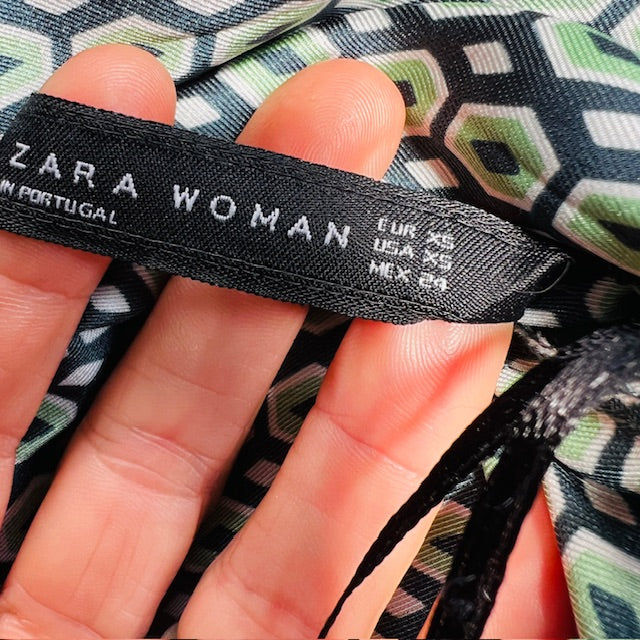 ZARA WOMAN
IN PORTUGAL
EUR XS
USA XS
MEX 24